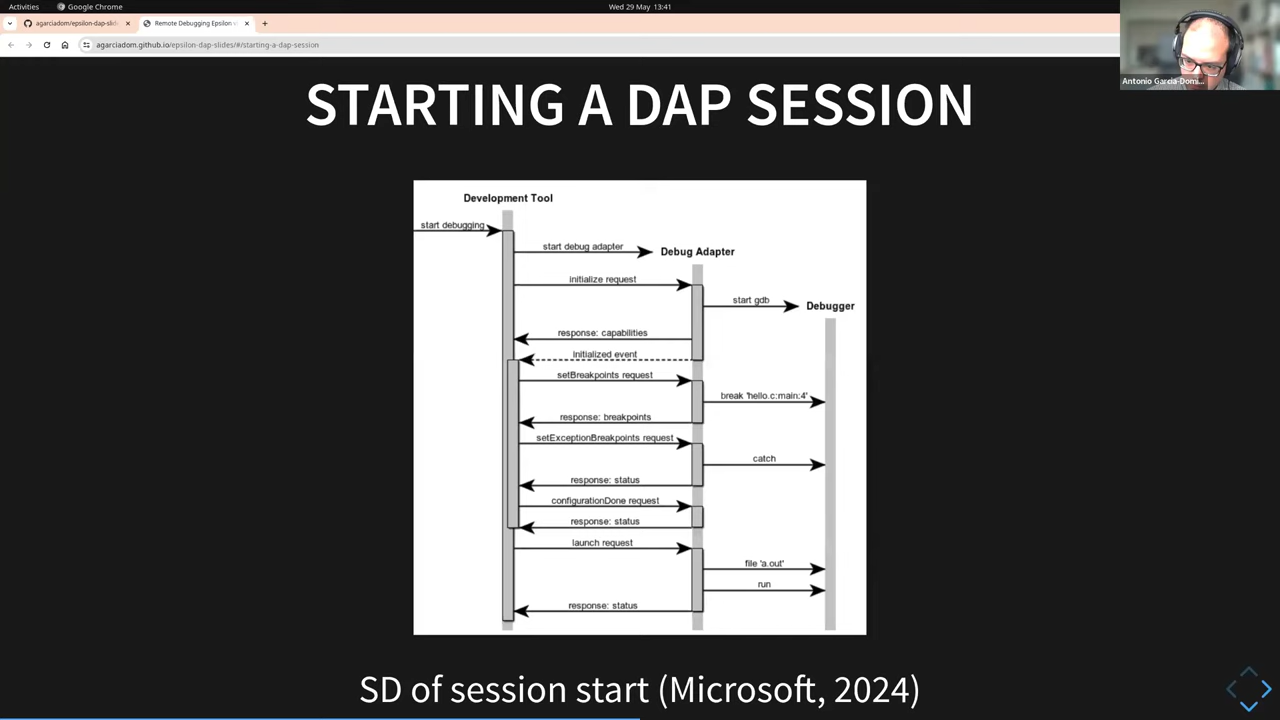 Activities
Google Chrome
Wed 29 May 13:41
agarciadom/epsilon-dap-slid
Remote Debugging Epsilon
agarciadom.github.io/epsilon-dap-slides/#/starting-a-dap-session
Antonio Garcia-Domi...
STARTING A DAP SESSION
Development Tool
start debugging
start debug adapter
Debug Adapter
initialize request
start gdb
Debugger
response: capabilities
initialized event
setBreakpoints request
break 'hello.c:main:4'
response: breakpoints
setExceptionBreakpoints request
catch
response: status
configurationDone request
response: status
launch request
file 'a.out'
run
response: status
SD of session start (Microsoft, 2024)